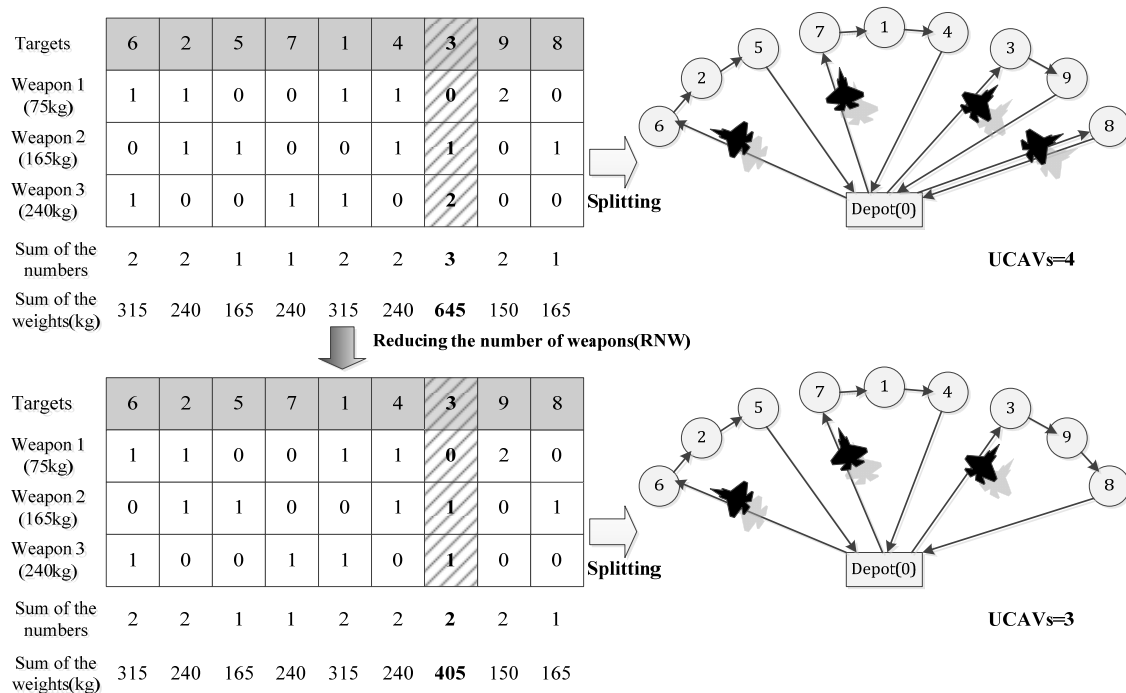 Targets 6 2 5 7 1 4 3 9 8
Weapon 1
(75kg) 1 1 0 0 1 1 0 2 0
Weapon 2
(165kg) 0 1 1 0 0 1 1 0 1
Weapon 3
(240kg) 1 0 0 1 1 0 2 0 0
Sum of the
numbers 2 2 1 1 2 2 3 2 1
Sum of the
weights(kg) 315 240 165 240 315 240 645 150 165
Splitting
6 2 5 7 1 4 3 9 8
Depot(0)
UCAVs=4
Reducing the number of weapons(RNW)
Targets 6 2 5 7 1 4 3 9 8
Weapon 1
(75kg) 1 1 0 0 1 1 0 2 0
Weapon 2
(165kg) 0 1 1 0 0 1 1 0 1
Weapon 3
(240kg) 1 0 0 1 1 0 1 0 0
Sum of the
numbers 2 2 1 1 2 2 2 2 1
Sum of the
weights(kg) 315 240 165 240 315 240 405 150 165
Splitting
6 2 5 7 1 4 3 9 8
Depot(0)
UCAVs=3